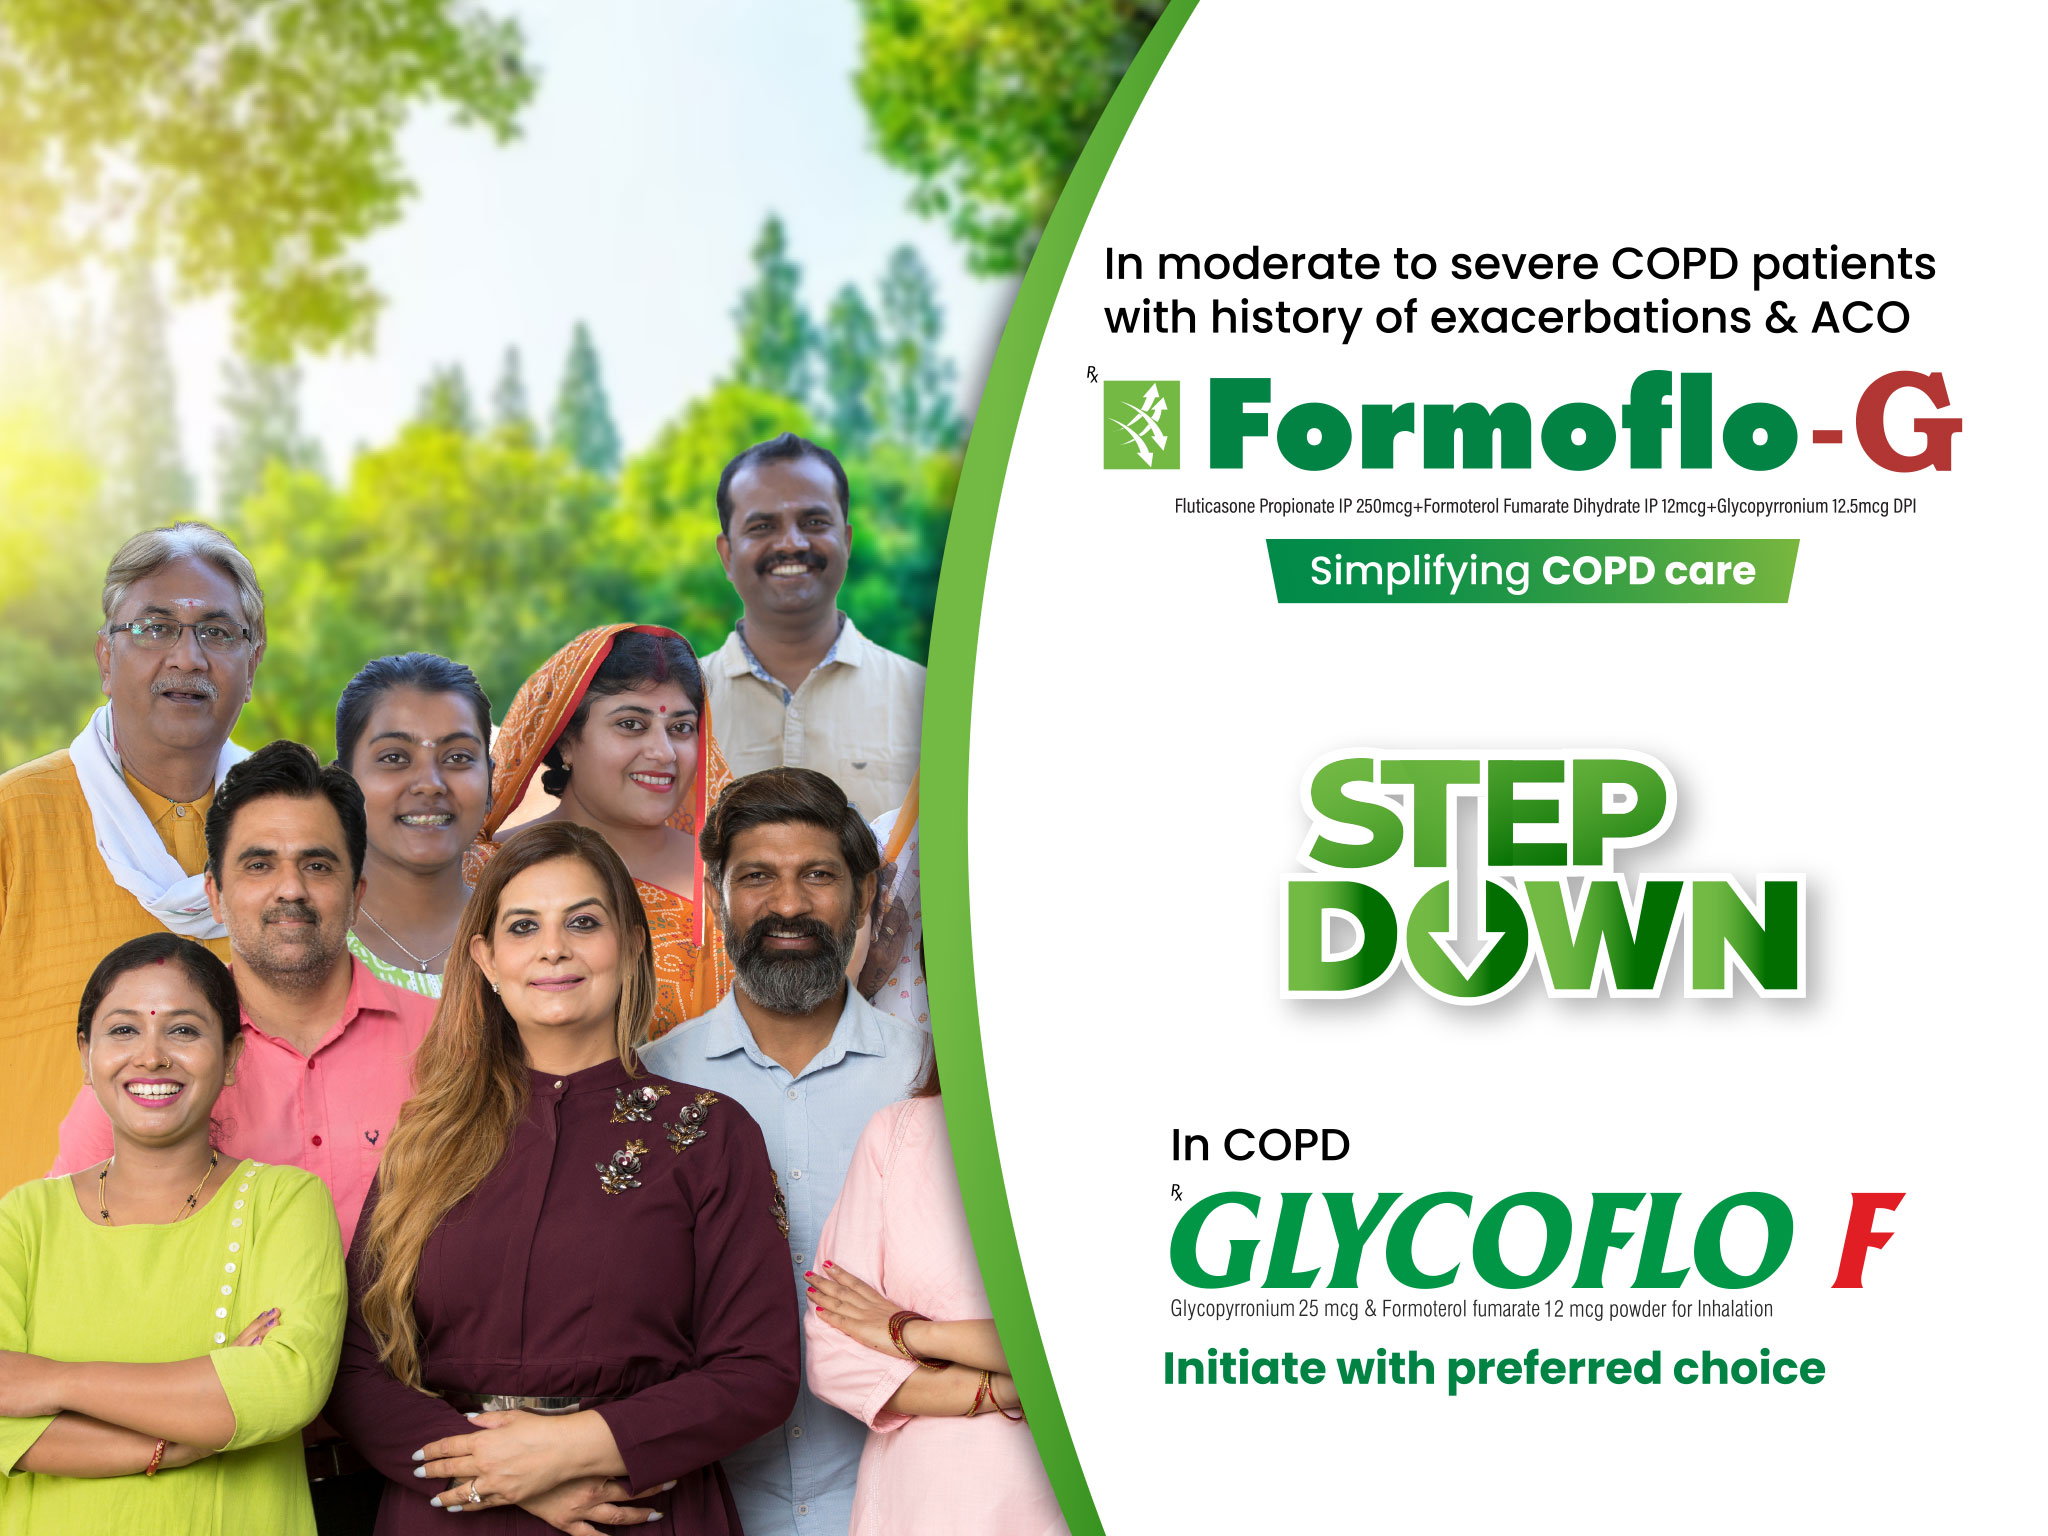 In moderate to severe COPD patients
with history of exacerbations & ACO
Rx
Formoflo-G
Fluticasone Propionate IP 250mcg+Formoterol Fumarate Dihydrate IP 12mcg+Glycopyrronium 12.5mcg DPI
Simplifying COPD care
STEP
DOWN
In COPD
Rx
GLYCOFLO F
Glycopyrronium 25 mcg & Formoterol fumarate 12 mcg powder for Inhalation
Initiate with preferred choice